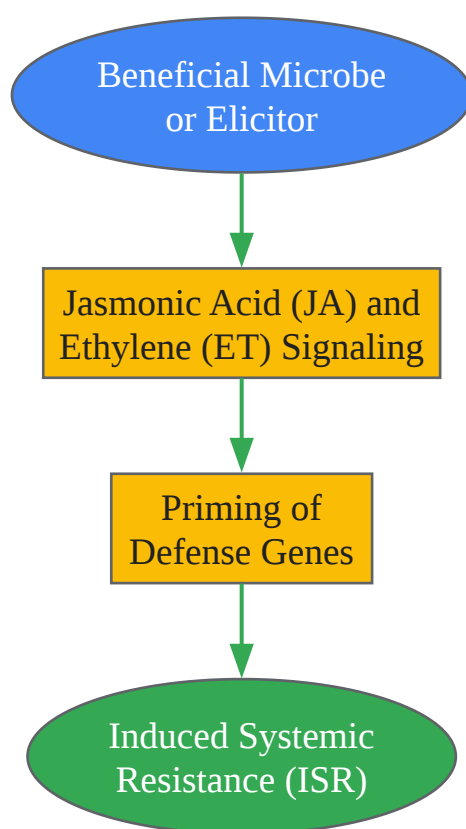 Beneficial Microbe
or Elicitor
Jasmonic Acid (JA) and
Ethylene (ET) Signaling
Priming of
Defense Genes
Induced Systemic
Resistance (ISR)